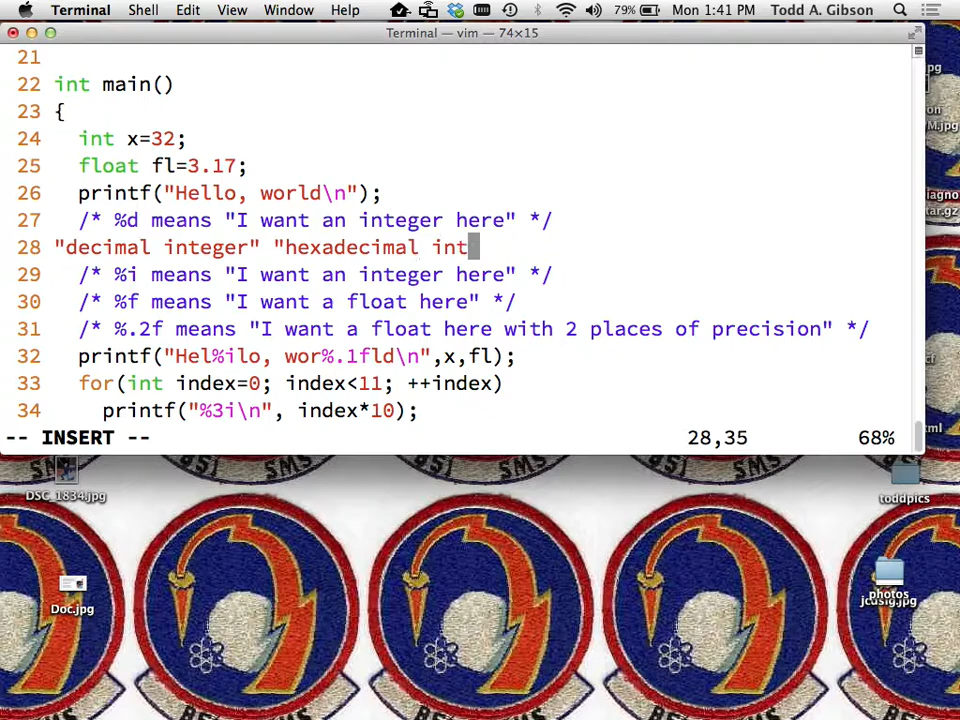 Terminal Shell Edit View Window Help 79% Mon 1:41 PM Todd A. Gibson
Terminal — vim — 74×15
21
22 int main()
23 {
24   int x=32;
25   float fl=3.17;
26   printf("Hello, world\n");
27   /* %d means "I want an integer here" */
28 "decimal integer" "hexadecimal int
29   /* %i means "I want an integer here" */
30   /* %f means "I want a float here" */
31   /* %.2f means "I want a float here with 2 places of precision" */
32   printf("Hel%ilo, wor%.1fld\n",x,fl);
33   for(int index=0; index<11; ++index)
34     printf("%3i\n", index*10);
-- INSERT -- 28,35 68%
pg
M.jpg
tar.gz
SMS
DSC_1834.jpg
toddpics
Doc.jpg
photos